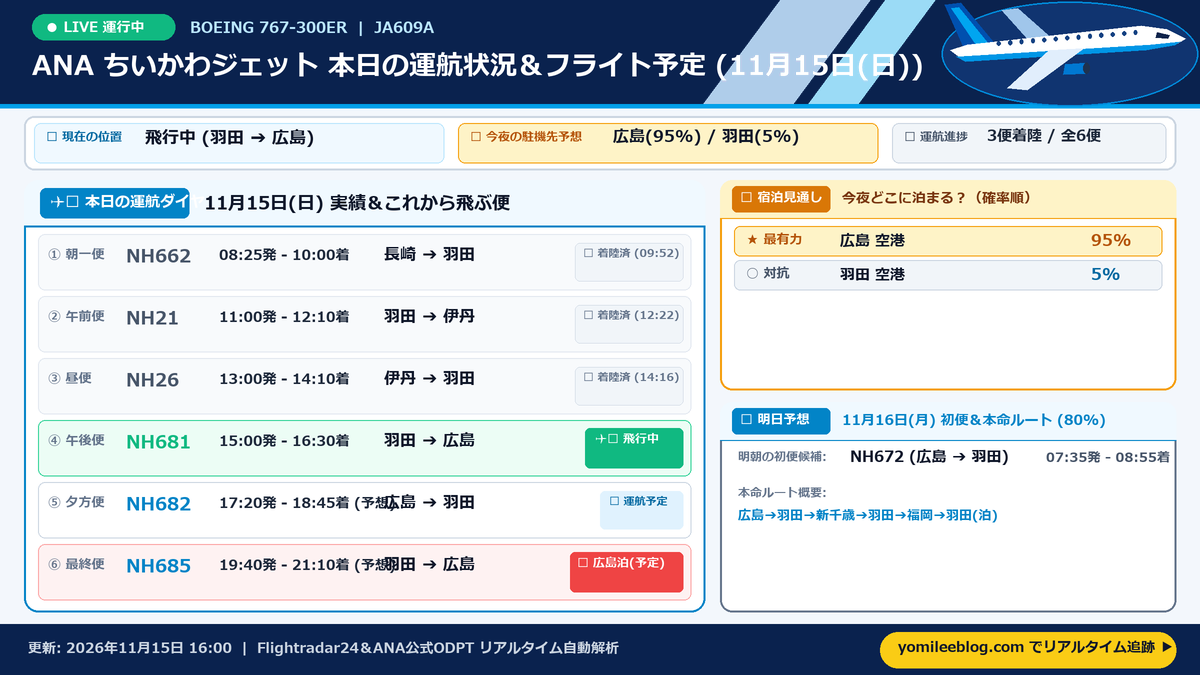 ● LIVE 運行中 BOEING 767-300ER | JA609A
ANA ちいかわジェット 本日の運航状況＆フライト予定 (11月15日(日))
□ 現在の位置 飛行中 (羽田 → 広島)
□ 今夜の駐機先予想 広島(95%) / 羽田(5%)
□ 運航進捗 3便着陸 / 全6便
✈□ 本日の運航ダイ 11月15日(日) 実績＆これから飛ぶ便
① 朝一便 NH662 08:25発 - 10:00着 長崎 → 羽田 □ 着陸済 (09:52)
② 午前便 NH21 11:00発 - 12:10着 羽田 → 伊丹 □ 着陸済 (12:22)
③ 昼便 NH26 13:00発 - 14:10着 伊丹 → 羽田 □ 着陸済 (14:16)
④ 午後便 NH681 15:00発 - 16:30着 羽田 → 広島 ✈□ 飛行中
⑤ 夕方便 NH682 17:20発 - 18:45着 (予想) 広島 → 羽田 □ 運航予定
⑥ 最終便 NH685 19:40発 - 21:10着 (予想) 羽田 → 広島 □ 広島泊(予定)
□ 宿泊見通し 今夜どこに泊まる？（確率順）
★ 最有力 広島 空港 95%
○ 対抗 羽田 空港 5%
□ 明日予想 11月16日(月) 初便＆本命ルート (80%)
明朝の初便候補: NH672 (広島 → 羽田) 07:35発 - 08:55着
本命ルート概要:
広島→羽田→新千歳→羽田→福岡→羽田(泊)
更新: 2026年11月15日 16:00 | Flightradar24＆ANA公式ODPT リアルタイム自動解析
yomileeblog.com でリアルタイム追跡 ▶